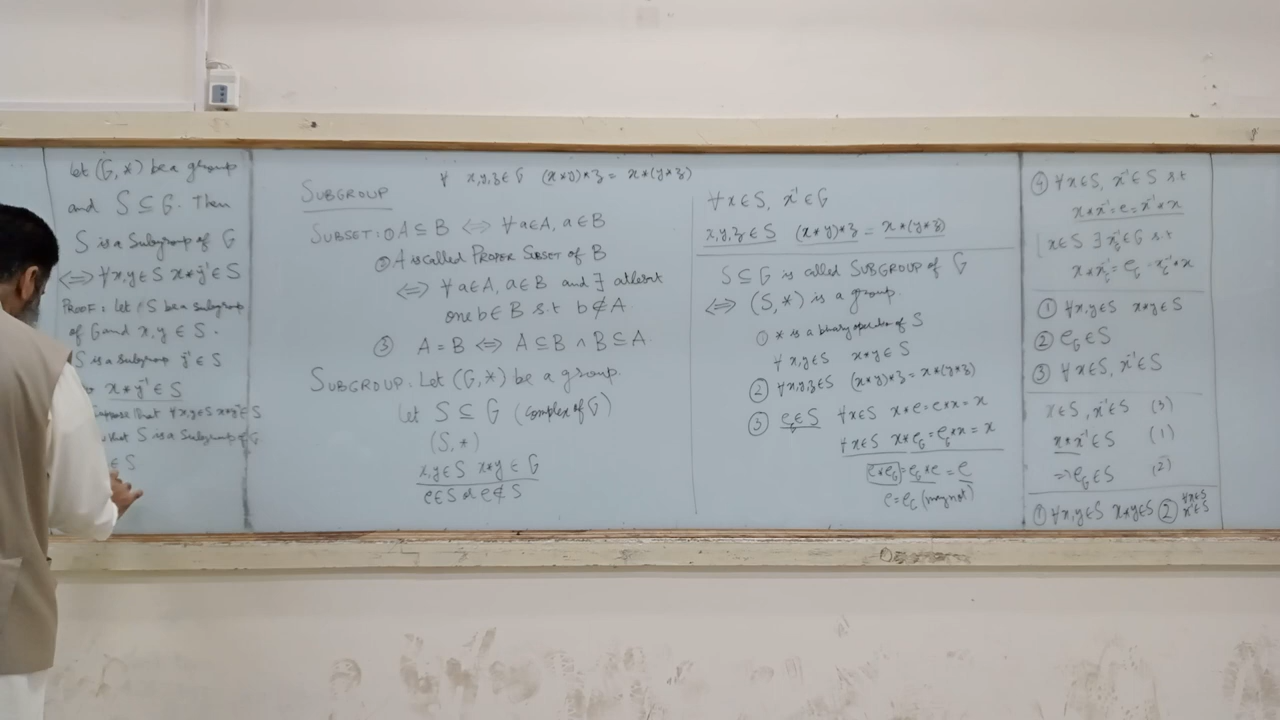 Let (G, *) be a group
and S ⊆ G. Then
S is a Subgroup of G
⟺ ∀ x,y∈S x*y⁻¹∈S
PROOF: Let S be a subgroup
of G and x, y ∈ S.
S is a subgroup y⁻¹∈S
x*y⁻¹∈S
that ∀x,y∈S x*y⁻¹∈S
that S is a Subgroup of G
∈ S
∀ x,y,z∈G (x*y)*z = x*(y*z)
SUBGROUP
SUBSET: ① A⊆B ⟺ ∀a∈A, a∈B
② A is called PROPER SUBSET of B
⟺ ∀ a∈A, a∈B and ∃ atleast
one b∈B s.t b∉A
③ A = B ⟺ A⊆B ∧ B⊆A.
SUBGROUP: Let (G,*) be a group.
Let S ⊆ G (Complex of G)
(S, *)
x,y∈S x*y ∈ G
e∈S or e∉S
∀x∈S, x⁻¹∈G
x,y,z∈S (x*y)*z = x*(y*z)
S⊆G is called SUBGROUP of G
⟺ (S,*) is a group.
① * is a binary operation of S
∀ x,y∈S x*y∈S
② ∀x,y,z∈S (x*y)*z = x*(y*z)
③ e∈S ∀x∈S x*e=e*x=x
∀x∈S x*e_G=e_G*x=x
e*e_G=e_G*e=e
e=e_G (may not)
④ ∀x∈S, x⁻¹∈S s.t
x*x⁻¹=e=x⁻¹*x
x∈S ∃ x_G⁻¹∈G s.t
x*x_G⁻¹=e_G=x_G⁻¹*x
① ∀x,y∈S x*y∈S
② e_G∈S
③ ∀x∈S, x⁻¹∈S
x∈S, x⁻¹∈S (3)
x*x⁻¹∈S (1)
⟹e_G∈S (2)
① ∀x,y∈S x*y∈S ② ∀x∈S x⁻¹∈S